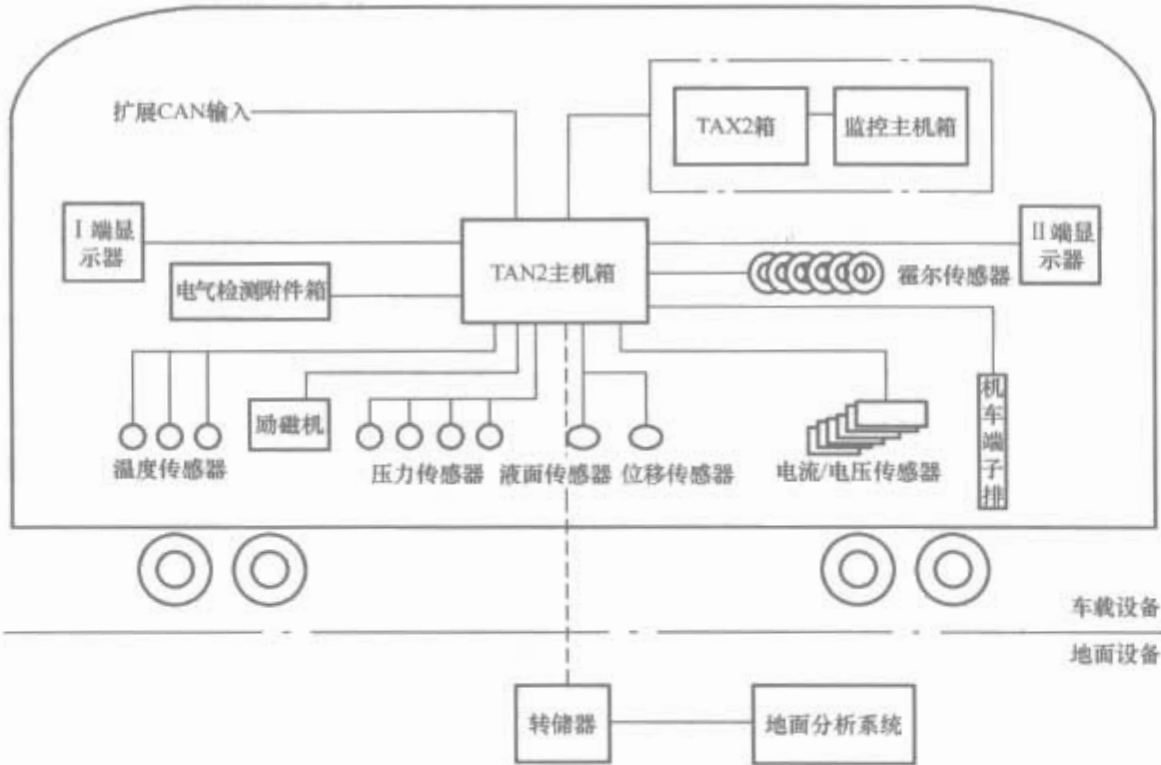 扩展CAN输入
TAX2箱
监控主机箱
I 端显
示器
TAN2主机箱
II 端显
示器
霍尔传感器
电气检测附件箱
励磁机
机车端子排
温度传感器
压力传感器
液面传感器
位移传感器
电流/电压传感器
车载设备
地面设备
转储器
地面分析系统